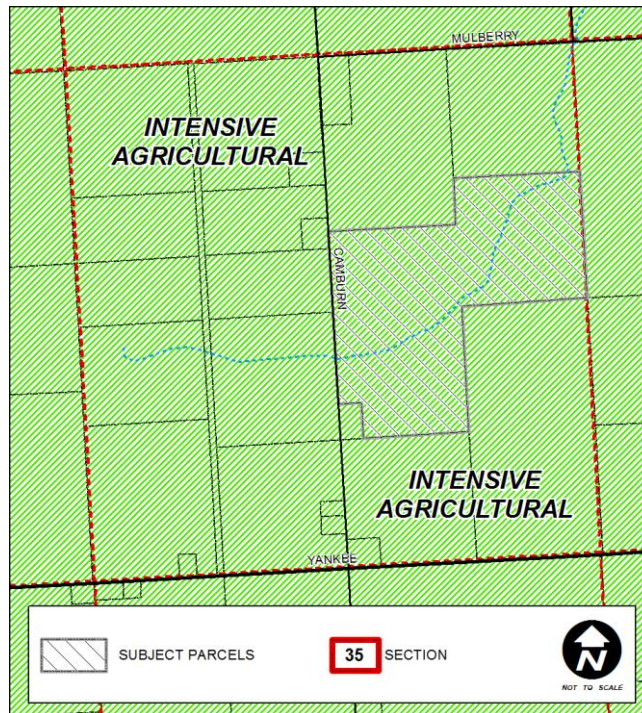 MULBERRY
INTENSIVE
AGRICULTURAL
CAMBURN
INTENSIVE
AGRICULTURAL
YANKEE
SUBJECT PARCELS
35
SECTION
N
NOT TO SCALE